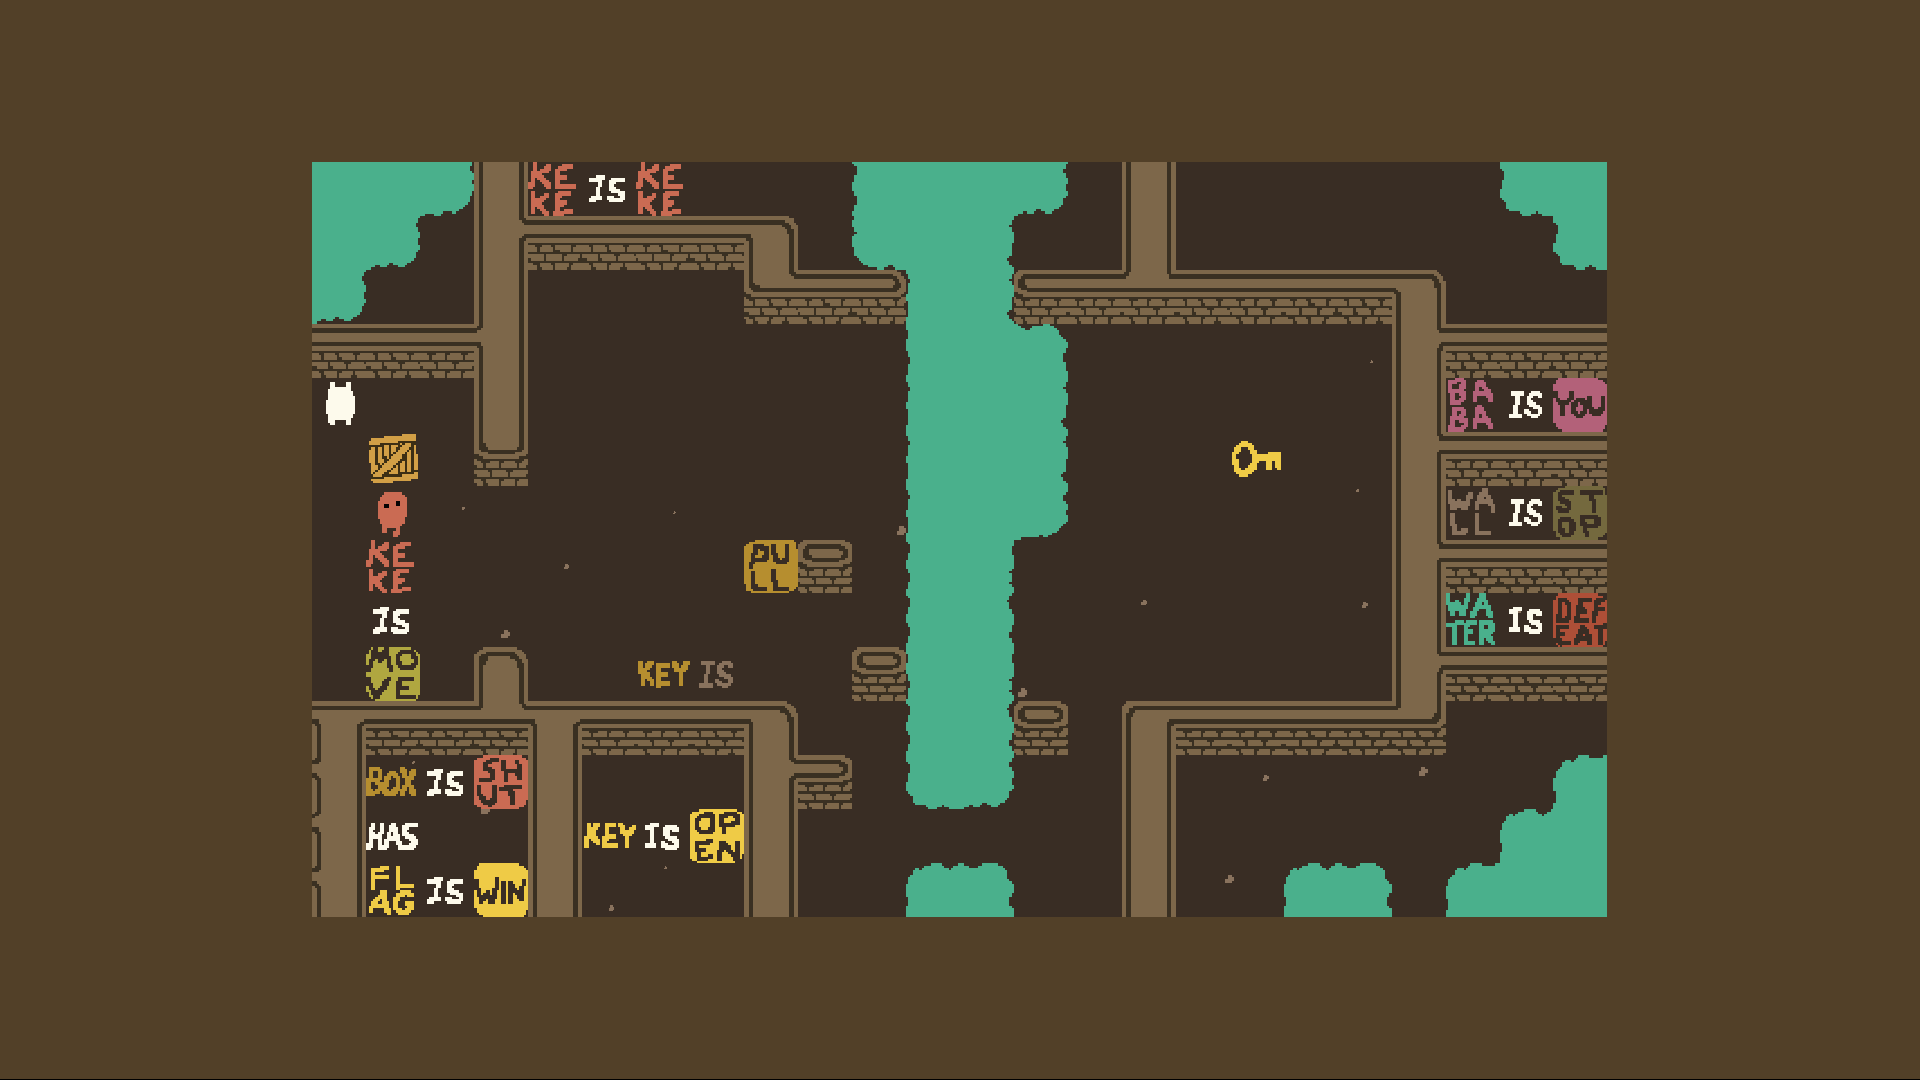 KEKE IS KEKE
BABA IS YOU
WALL IS STOP
KEKE
IS
MOVE
PULL
WATER IS DEFEAT
KEY IS
BOX IS SHUT
HAS
FLAG IS WIN
KEY IS OPEN